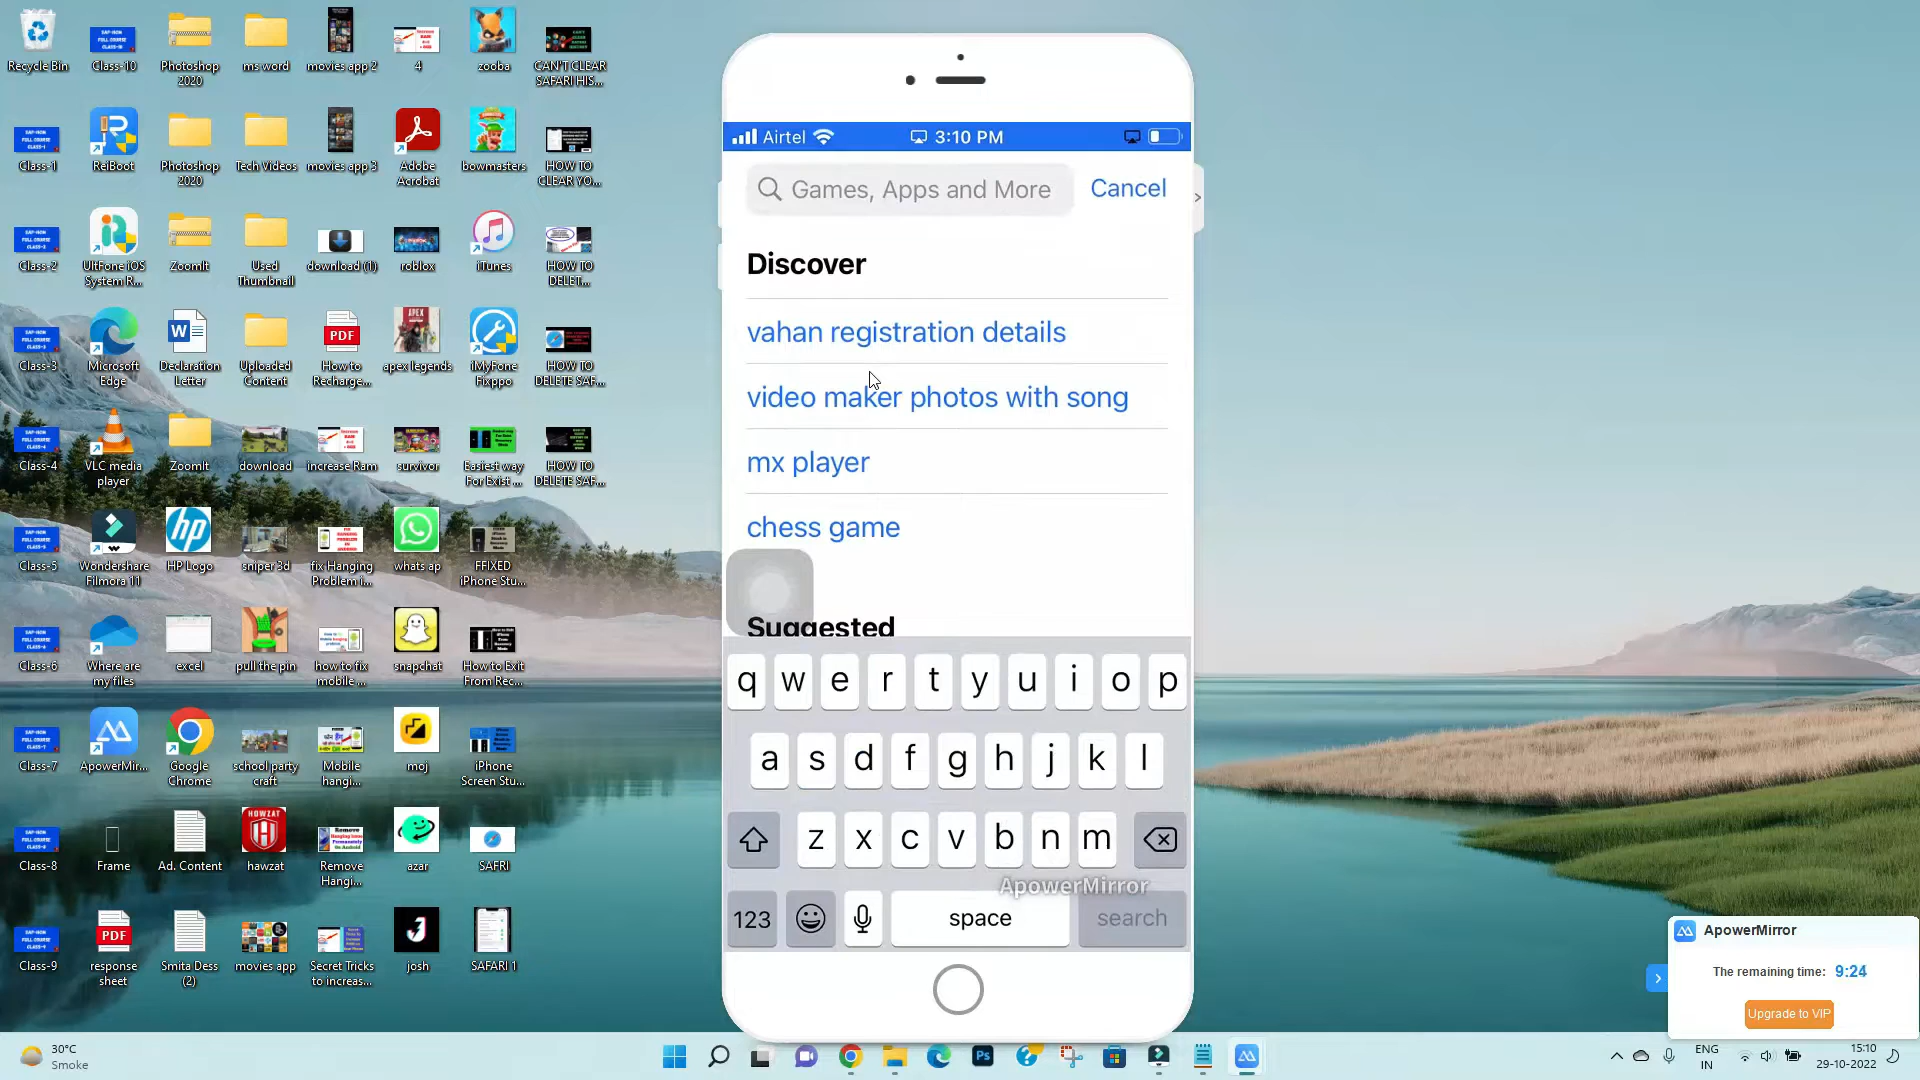 Recycle Bin
Class-10
Photoshop
2020
ms word
movies app 2
4
zooba
CAN'T CLEAR
SAFARI HIS...
Class-1
ReiBoot
Photoshop
2020
Tech Videos
movies app 3
Adobe
Acrobat
bowmasters
HOW TO
CLEAR YO...
Class-2
UltFone iOS
System R...
ZoomIt
Used
Thumbnail
download (1)
roblox
iTunes
HOW TO
DELET...
Class-3
Microsoft
Edge
Declaration
Letter
Uploaded
Content
PDF
How to
Recharge...
apex legends
iMyFone
Fixppo
HOW TO
DELETE SAF...
Class-4
VLC media
player
ZoomIt
download
increase Ram
survivor
Easiest way
For Exist ...
HOW TO
DELETE SAF...
Class-5
Wondershare
Filmora 11
HP Logo
sniper 3d
fix Hanging
Problem i...
whats ap
FFIXED
iPhone Stu...
Class-6
Where are
my files
excel
pull the pin
how to fix
mobile ...
snapchat
How to Exit
From Rec...
Class-7
ApowerMir...
Google
Chrome
school party
craft
Mobile
hangi...
moj
iPhone
Screen Stu...
Class-8
Frame
Ad. Content
HOWZAT
hawzat
Remove
Hangi...
azar
SAFRI
Class-9
PDF
response
sheet
Smita Dess
(2)
movies app
Secret Tricks
to increas...
josh
SAFARI 1
Airtel
3:10 PM
Games, Apps and More
Cancel
Discover
vahan registration details
video maker photos with song
mx player
chess game
Suggested
q w e r t y u i o p
a s d f g h j k l
z x c v b n m
ApowerMirror
123
space
search
ApowerMirror
The remaining time: 9:24
Upgrade to VIP
30°C
Smoke
Ps
ENG
IN
15:10
29-10-2022